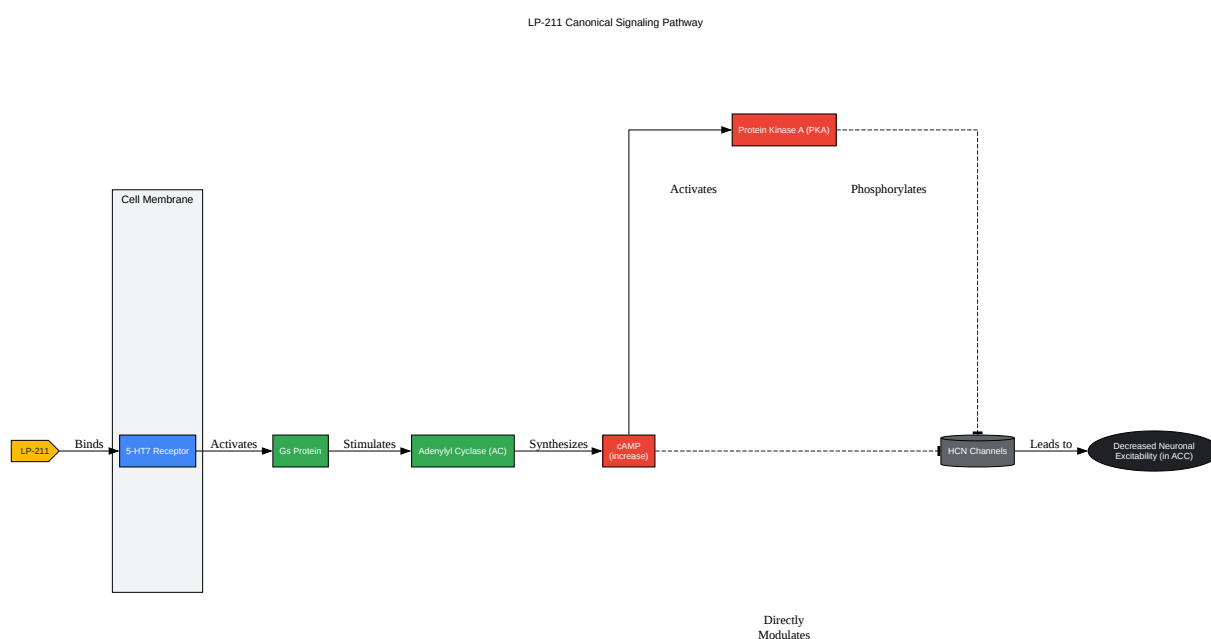 LP-211 Canonical Signaling Pathway
Protein Kinase A (PKA)
Activates
Phosphorylates
Cell Membrane
LP-211
Binds
5-HT7 Receptor
Activates
Gs Protein
Stimulates
Adenylyl Cyclase (AC)
Synthesizes
cAMP
(increase)
HCN Channels
Leads to
Decreased Neuronal
Excitability (in ACC)
Directly
Modulates